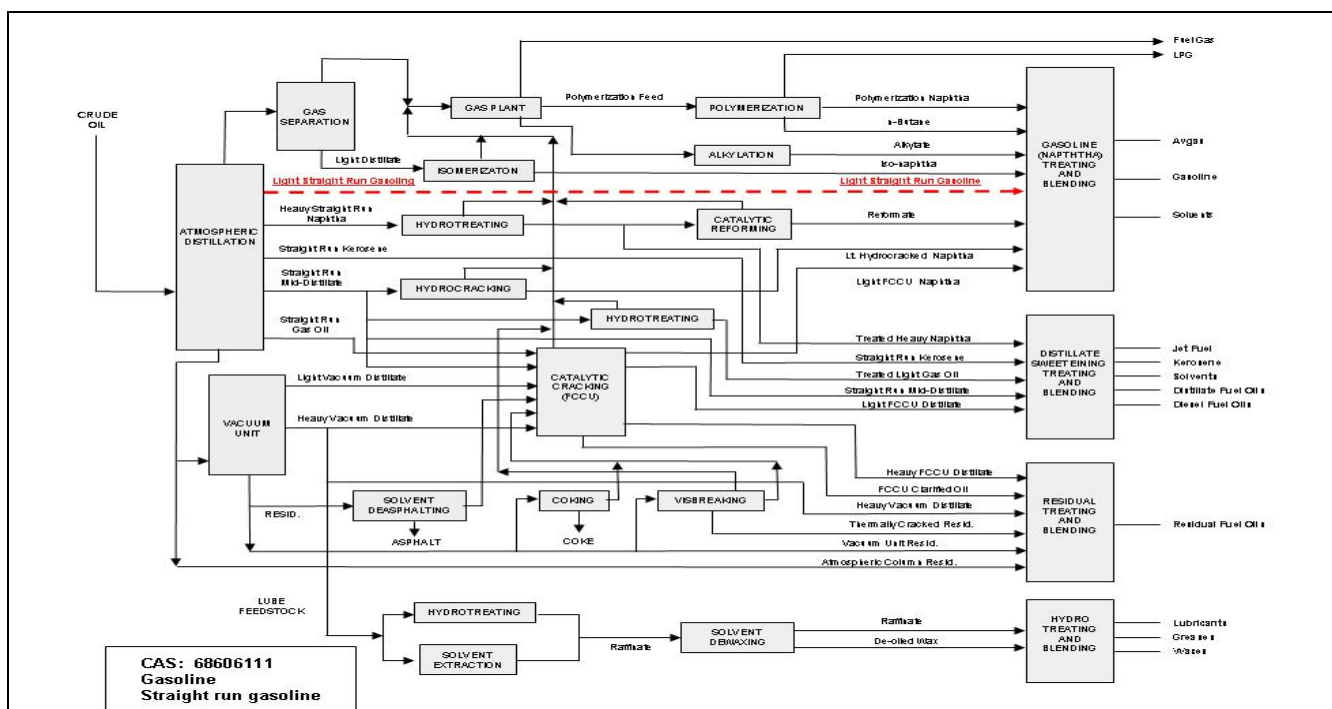 Fuel Gas
LPG
CRUDE
OIL
GAS
SEPARATION
GAS PLANT
Polymerization Feed
POLYMERIZATION
Polymerization Naphtha
n-Butane
Light Distillate
ISOMERIZATON
ALKYLATION
Alkylate
Iso-naphtha
GASOLINE
(NAPTHTHA)
TREATING
AND
BLENDING
Avgas
Gasoline
Solvents
Light Straight Run Gasoling
Light Straight Run Gasoline
ATMOSPHERIC
DISTILLATION
Heavy Straight Run
Naphtha
HYDROTREATING
CATALYTIC
REFORMING
Reformate
Straight Run Kerosene
Lt. Hydrocracked Naphtha
Straight Run
Mid-Distillate
HYDROCRACKING
Light FCCU Naphtha
Straight Run
Gas Oil
HYDROTREATING
Treated Heavy Naphtha
Straight Run Kerosene
Treated Light Gas Oil
Straight Run Mid-Distillate
Light FCCU Distillate
DISTILLATE
SWEETEINING
TREATING
AND
BLENDING
Jet Fuel
Kerosene
Solvents
Distillate Fuel Oils
Diesel Fuel Oils
CATALYTIC
CRACKING
(FCCU)
Light Vacuum Distillate
Heavy Vacuum Distillate
VACUUM
UNIT
Heavy FCCU Distillate
FCCU Clarified Oil
Heavy Vacuum Distillate
Thermally Cracked Resid.
Vacuum Unit Resid.
Atmospheric Column Resid.
RESIDUAL
TREATING
AND
BLENDING
Residual Fuel Oils
RESID.
SOLVENT
DEASPHALTING
ASPHALT
COKING
COKE
VISBREAKING
LUBE
FEEDSTOCK
HYDROTREATING
SOLVENT
EXTRACTION
Raffinate
SOLVENT
DEWAXING
Raffinate
De-oiled Wax
HYDRO
TREATING
AND
BLENDING
Lubricants
Greases
Waxes
CAS: 68606111
Gasoline
Straight run gasoline